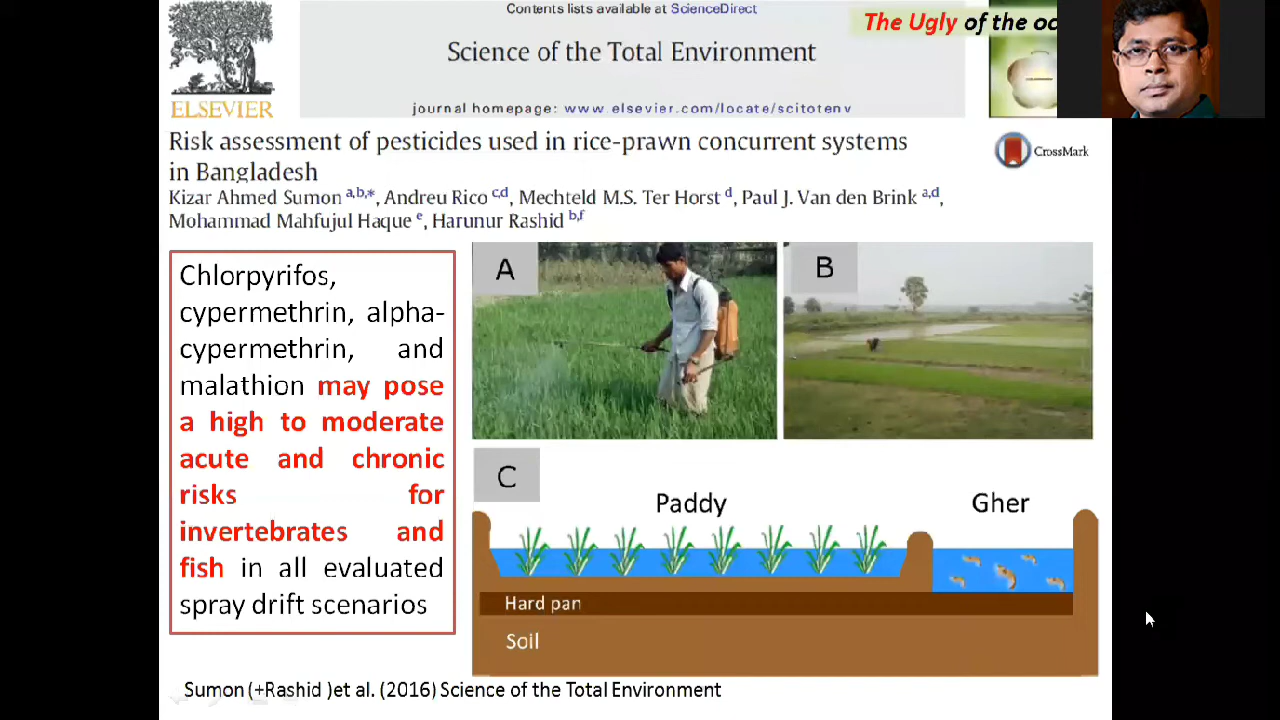 Contents lists available at ScienceDirect
The Ugly of the oc
Science of the Total Environment
journal homepage: www.elsevier.com/locate/scitotenv
ELSEVIER
Risk assessment of pesticides used in rice-prawn concurrent systems
in Bangladesh
CrossMark
Kizar Ahmed Sumon a,b,*, Andreu Rico c,d, Mechteld M.S. Ter Horst d, Paul J. Van den Brink a,d,
Mohammad Mahfujul Haque e, Harunur Rashid b,f
Chlorpyrifos,
cypermethrin, alpha-
cypermethrin, and
malathion may pose
a high to moderate
acute and chronic
risks for
invertebrates and
fish in all evaluated
spray drift scenarios
A
B
C
Paddy
Gher
Hard pan
Soil
Sumon (+Rashid )et al. (2016) Science of the Total Environment